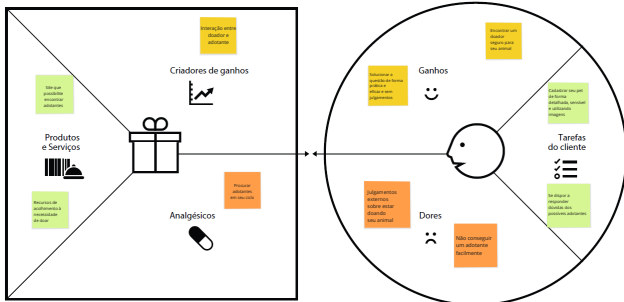 Interação entre
doador e
adotante
Criadores de ganhos
Site que
possibilite
encontrar
adotantes
Produtos
e Serviços
Recursos de
acolhimento à
necessidade
de doar
Procurar
adotantes
em seu ciclo
Analgésicos
Encontrar um
doador
seguro para
seu animal
Ganhos
Solucionar a
questão de forma
prática e
eficaz e sem
julgamentos
Cadastrar seu pet
de forma
detalhada, sensível
e utilizando
imagens
Tarefas
do cliente
Se dispor a
responder
dúvidas dos
possíveis adotantes
Julgamentos
externos
sobre estar
doando
seu animal
Dores
Não conseguir
um adotante
facilmente